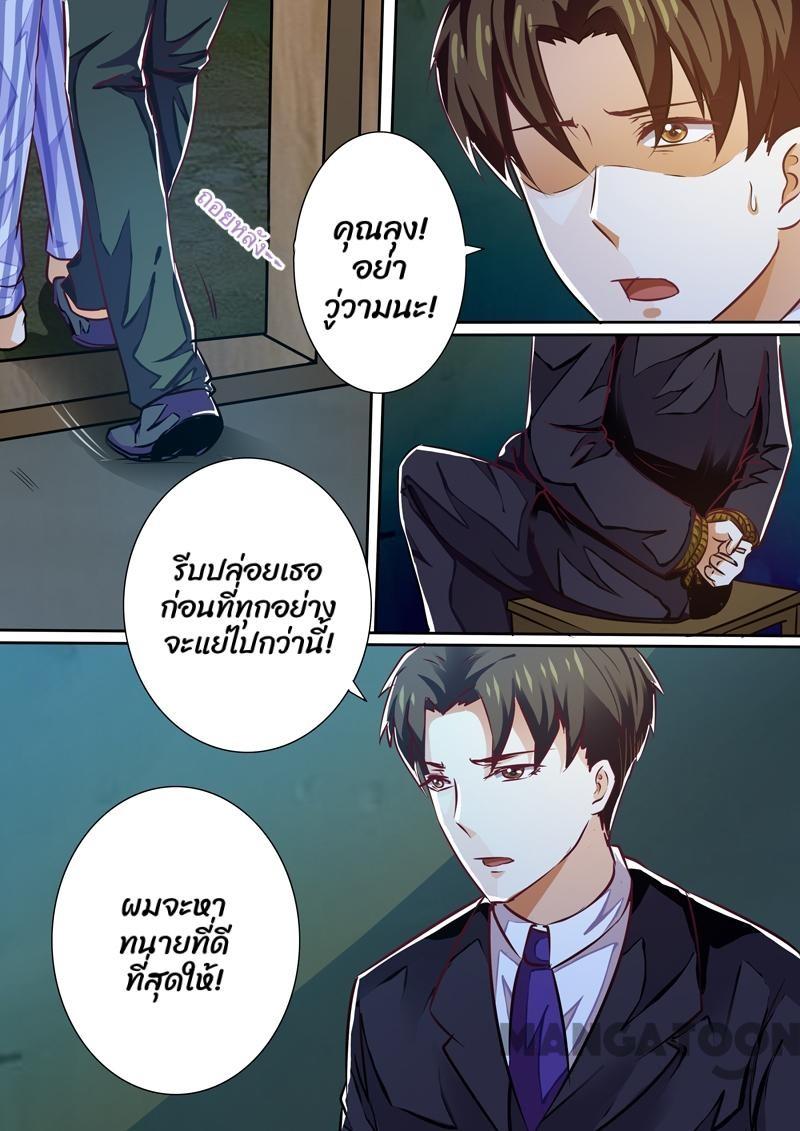 ถอยหลัง~~
คุณลุง!
อย่า
วู่วามนะ!
รีบปล่อยเธอ
ก่อนที่ทุกอย่าง
จะแย่ไปกว่านี้!
ผมจะหา
ทนายที่ดี
ที่สุดให้!
MANGATOON